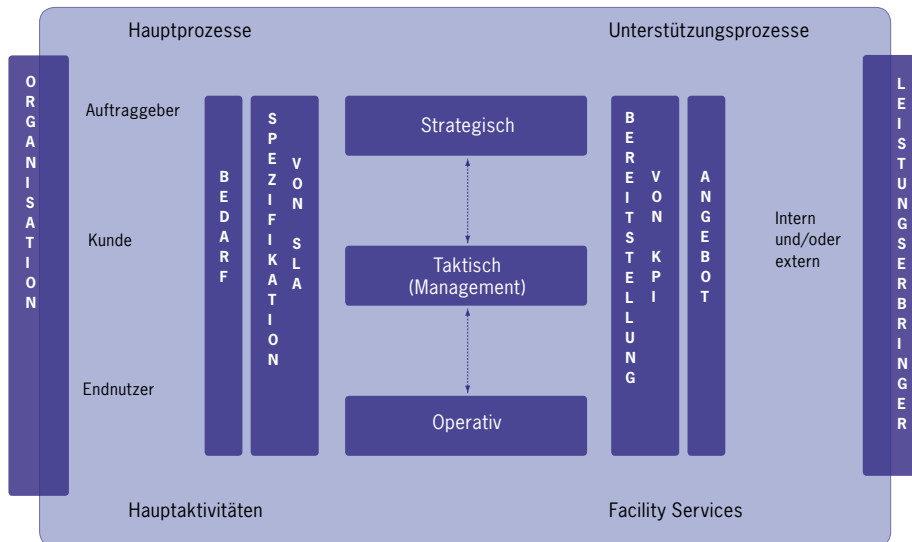 Hauptprozesse
Unterstützungsprozesse
ORGANISATION
Auftraggeber
Kunde
Endnutzer
BEDARF
SPEZIFIKATION
VON SLA
Strategisch
Taktisch
(Management)
Operativ
BEREITSTELLUNG
VON KPI
ANGEBOT
Intern
und/oder
extern
LEISTUNGSERBRINGER
Hauptaktivitäten
Facility Services